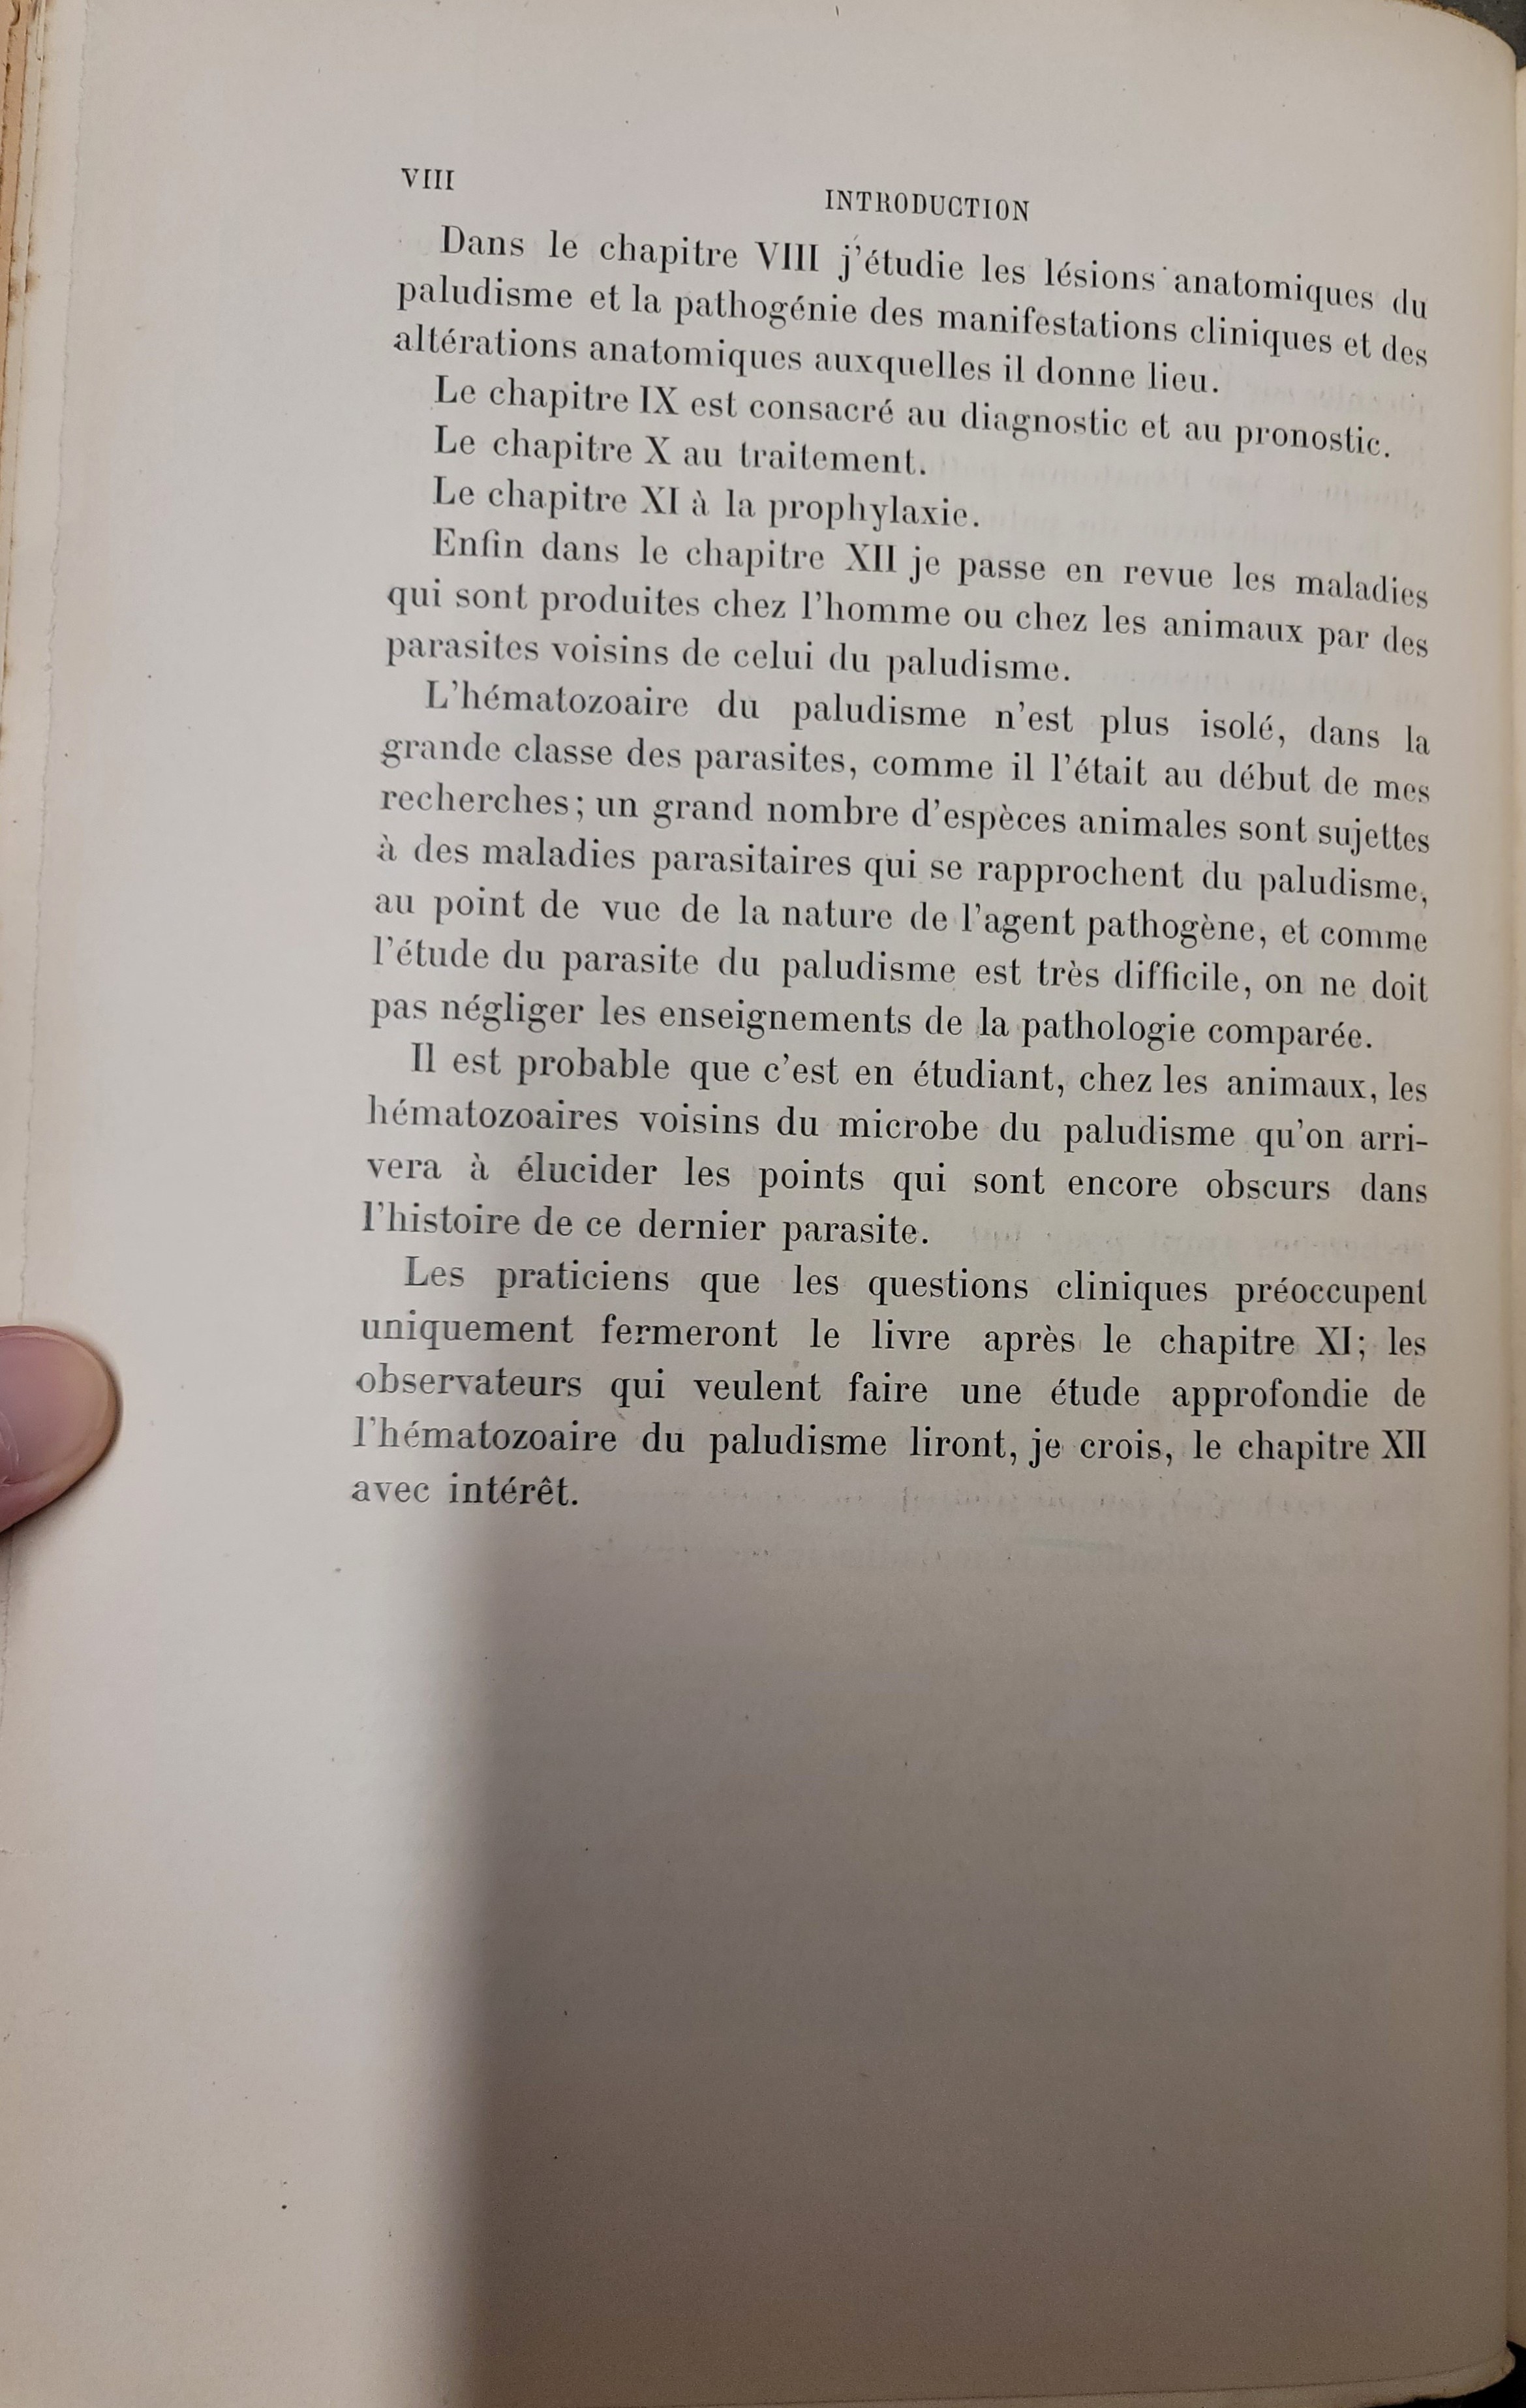 VIII
INTRODUCTION
Dans le chapitre VIII j'étudie les lésions anatomiques du
paludisme et la pathogénie des manifestations cliniques et des
altérations anatomiques auxquelles il donne lieu.
Le chapitre IX est consacré au diagnostic et au pronostic.
Le chapitre X au traitement.
Le chapitre XI à la prophylaxie.
Enfin dans le chapitre XII je passe en revue les maladies
qui sont produites chez l'homme ou chez les animaux par des
parasites voisins de celui du paludisme.
L'hématozoaire du paludisme n'est plus isolé, dans la
grande classe des parasites, comme il l'était au début de mes
recherches; un grand nombre d'espèces animales sont sujettes
à des maladies parasitaires qui se rapprochent du paludisme,
au point de vue de la nature de l'agent pathogène, et comme
l'étude du parasite du paludisme est très difficile, on ne doit
pas négliger les enseignements de la pathologie comparée.
Il est probable que c'est en étudiant, chez les animaux, les
hématozoaires voisins du microbe du paludisme qu'on arri-
vera à élucider les points qui sont encore obscurs dans
l'histoire de ce dernier parasite.
Les praticiens que les questions cliniques préoccupent
uniquement fermeront le livre après le chapitre XI; les
observateurs qui veulent faire une étude approfondie de
l'hématozoaire du paludisme liront, je crois, le chapitre XII
avec intérêt.